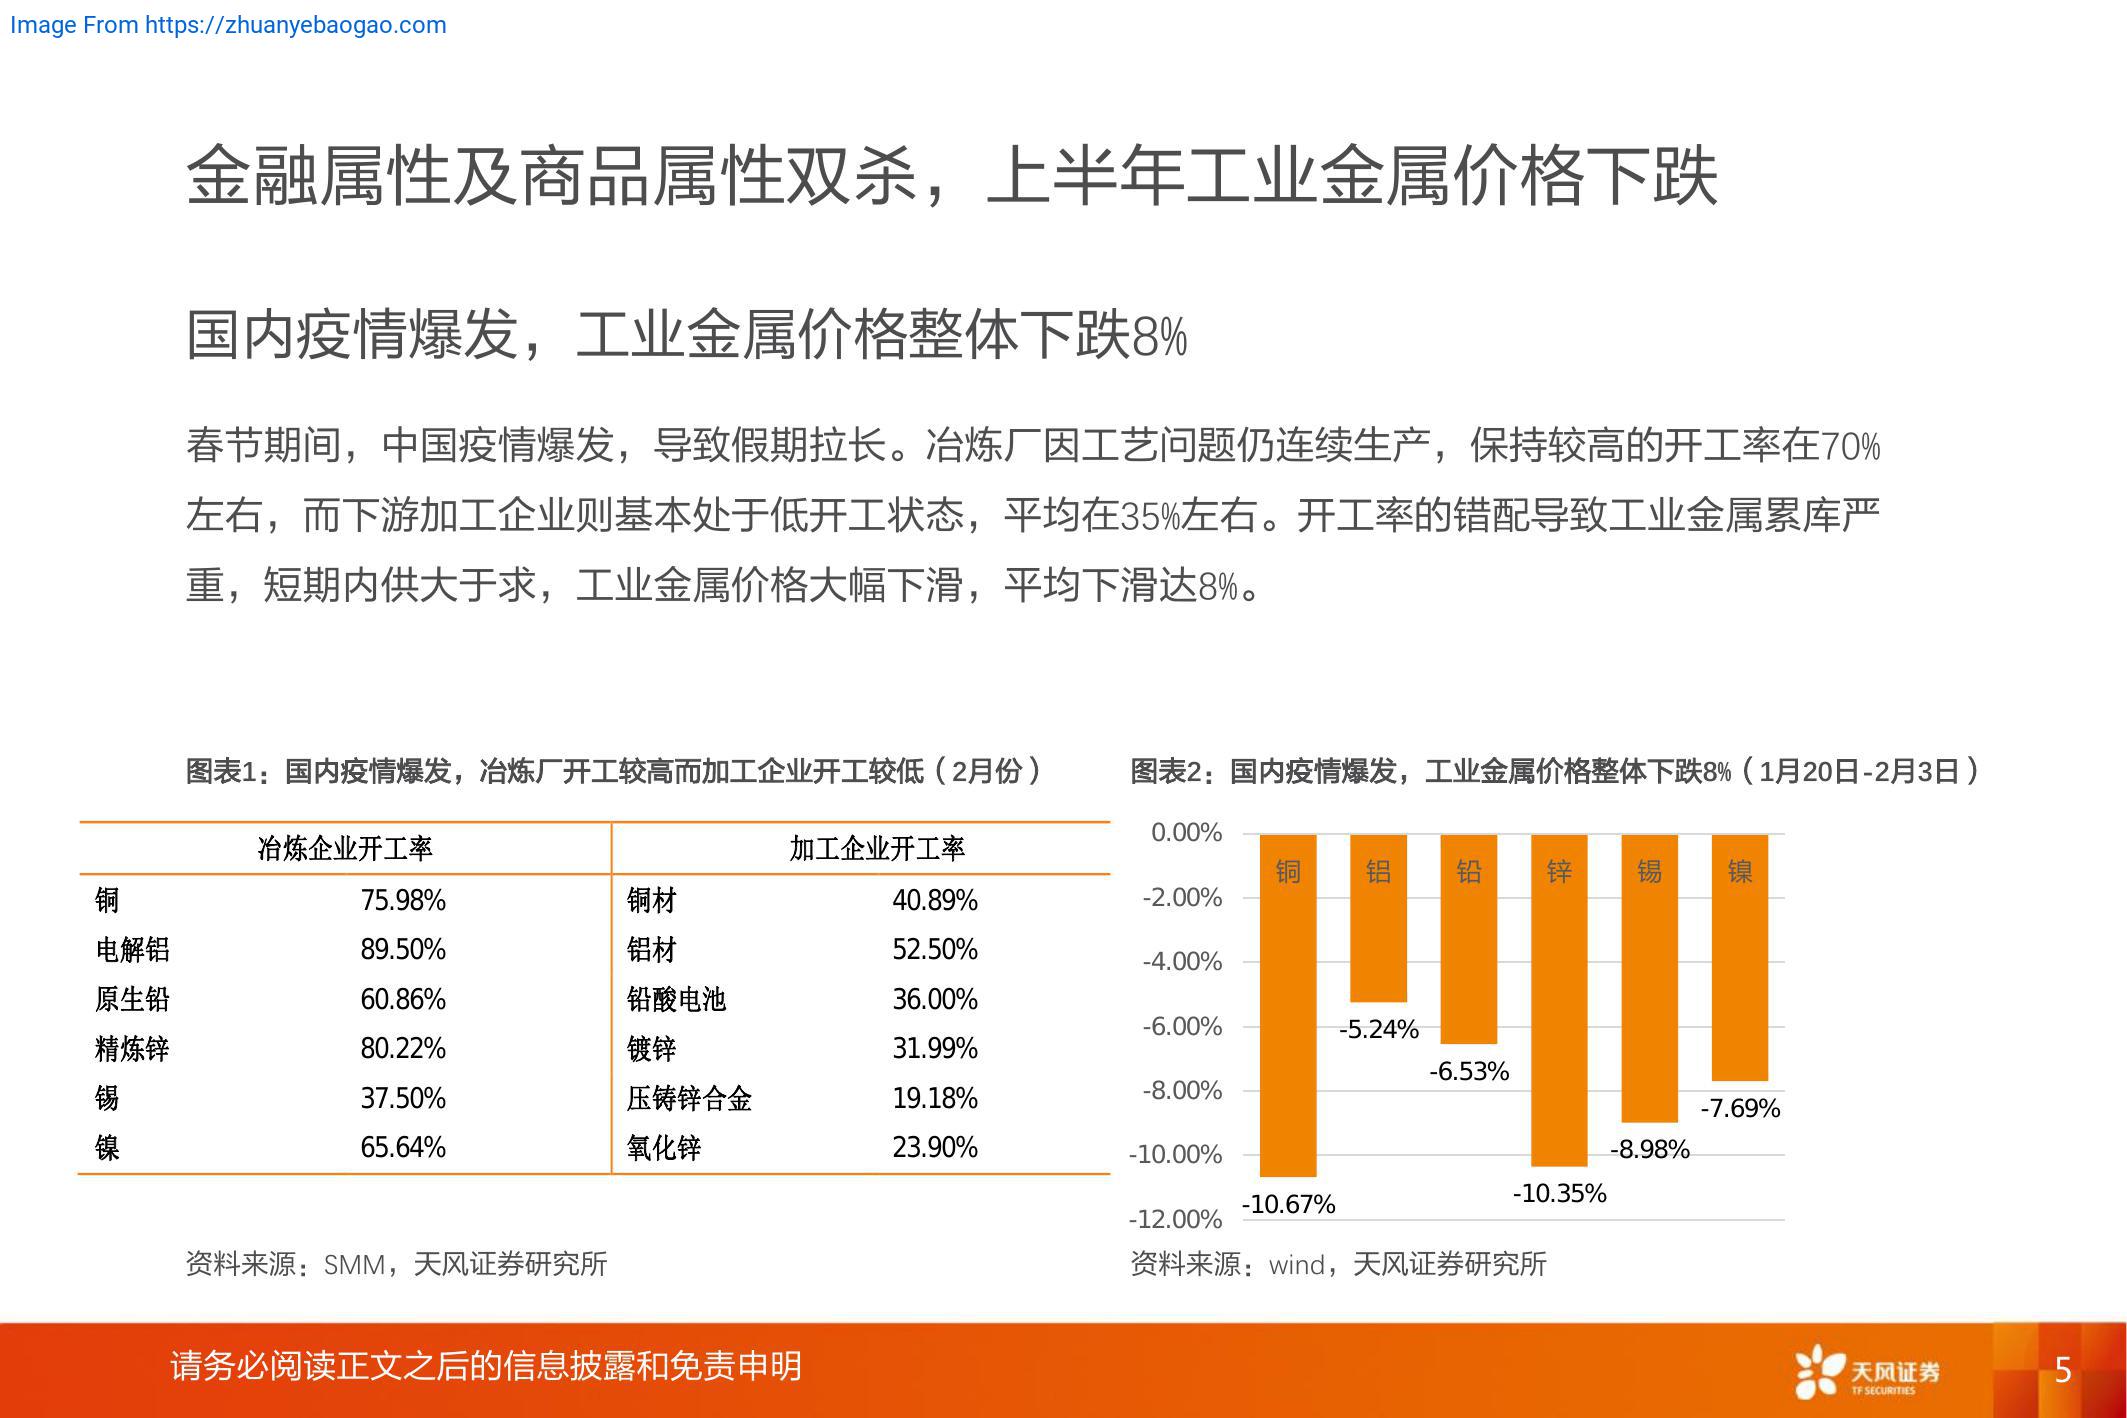 Image From https://zhuanyebaogao.com
金融属性及商品属性双杀，上半年工业金属价格下跌
国内疫情爆发，工业金属价格整体下跌8%
春节期间，中国疫情爆发，导致假期拉长。冶炼厂因工艺问题仍连续生产，保持较高的开工率在70%
左右，而下游加工企业则基本处于低开工状态，平均在35%左右。开工率的错配导致工业金属累库严
重，短期内供大于求，工业金属价格大幅下滑，平均下滑达8%。
图表1：国内疫情爆发，冶炼厂开工较高而加工企业开工较低（2月份）
冶炼企业开工率 加工企业开工率
铜 75.98% 铜材 40.89%
电解铝 89.50% 铝材 52.50%
原生铅 60.86% 铅酸电池 36.00%
精炼锌 80.22% 镀锌 31.99%
锡 37.50% 压铸锌合金 19.18%
镍 65.64% 氧化锌 23.90%
资料来源：SMM，天风证券研究所
图表2：国内疫情爆发，工业金属价格整体下跌8%（1月20日-2月3日）
0.00%
铜 铝 铅 锌 锡 镍
-2.00%
-4.00%
-6.00%
-5.24%
-6.53%
-8.00%
-7.69%
-10.00%
-8.98%
-10.35%
-10.67%
-12.00%
资料来源：wind，天风证券研究所
请务必阅读正文之后的信息披露和免责申明
天风证券
TF SECURITIES
5